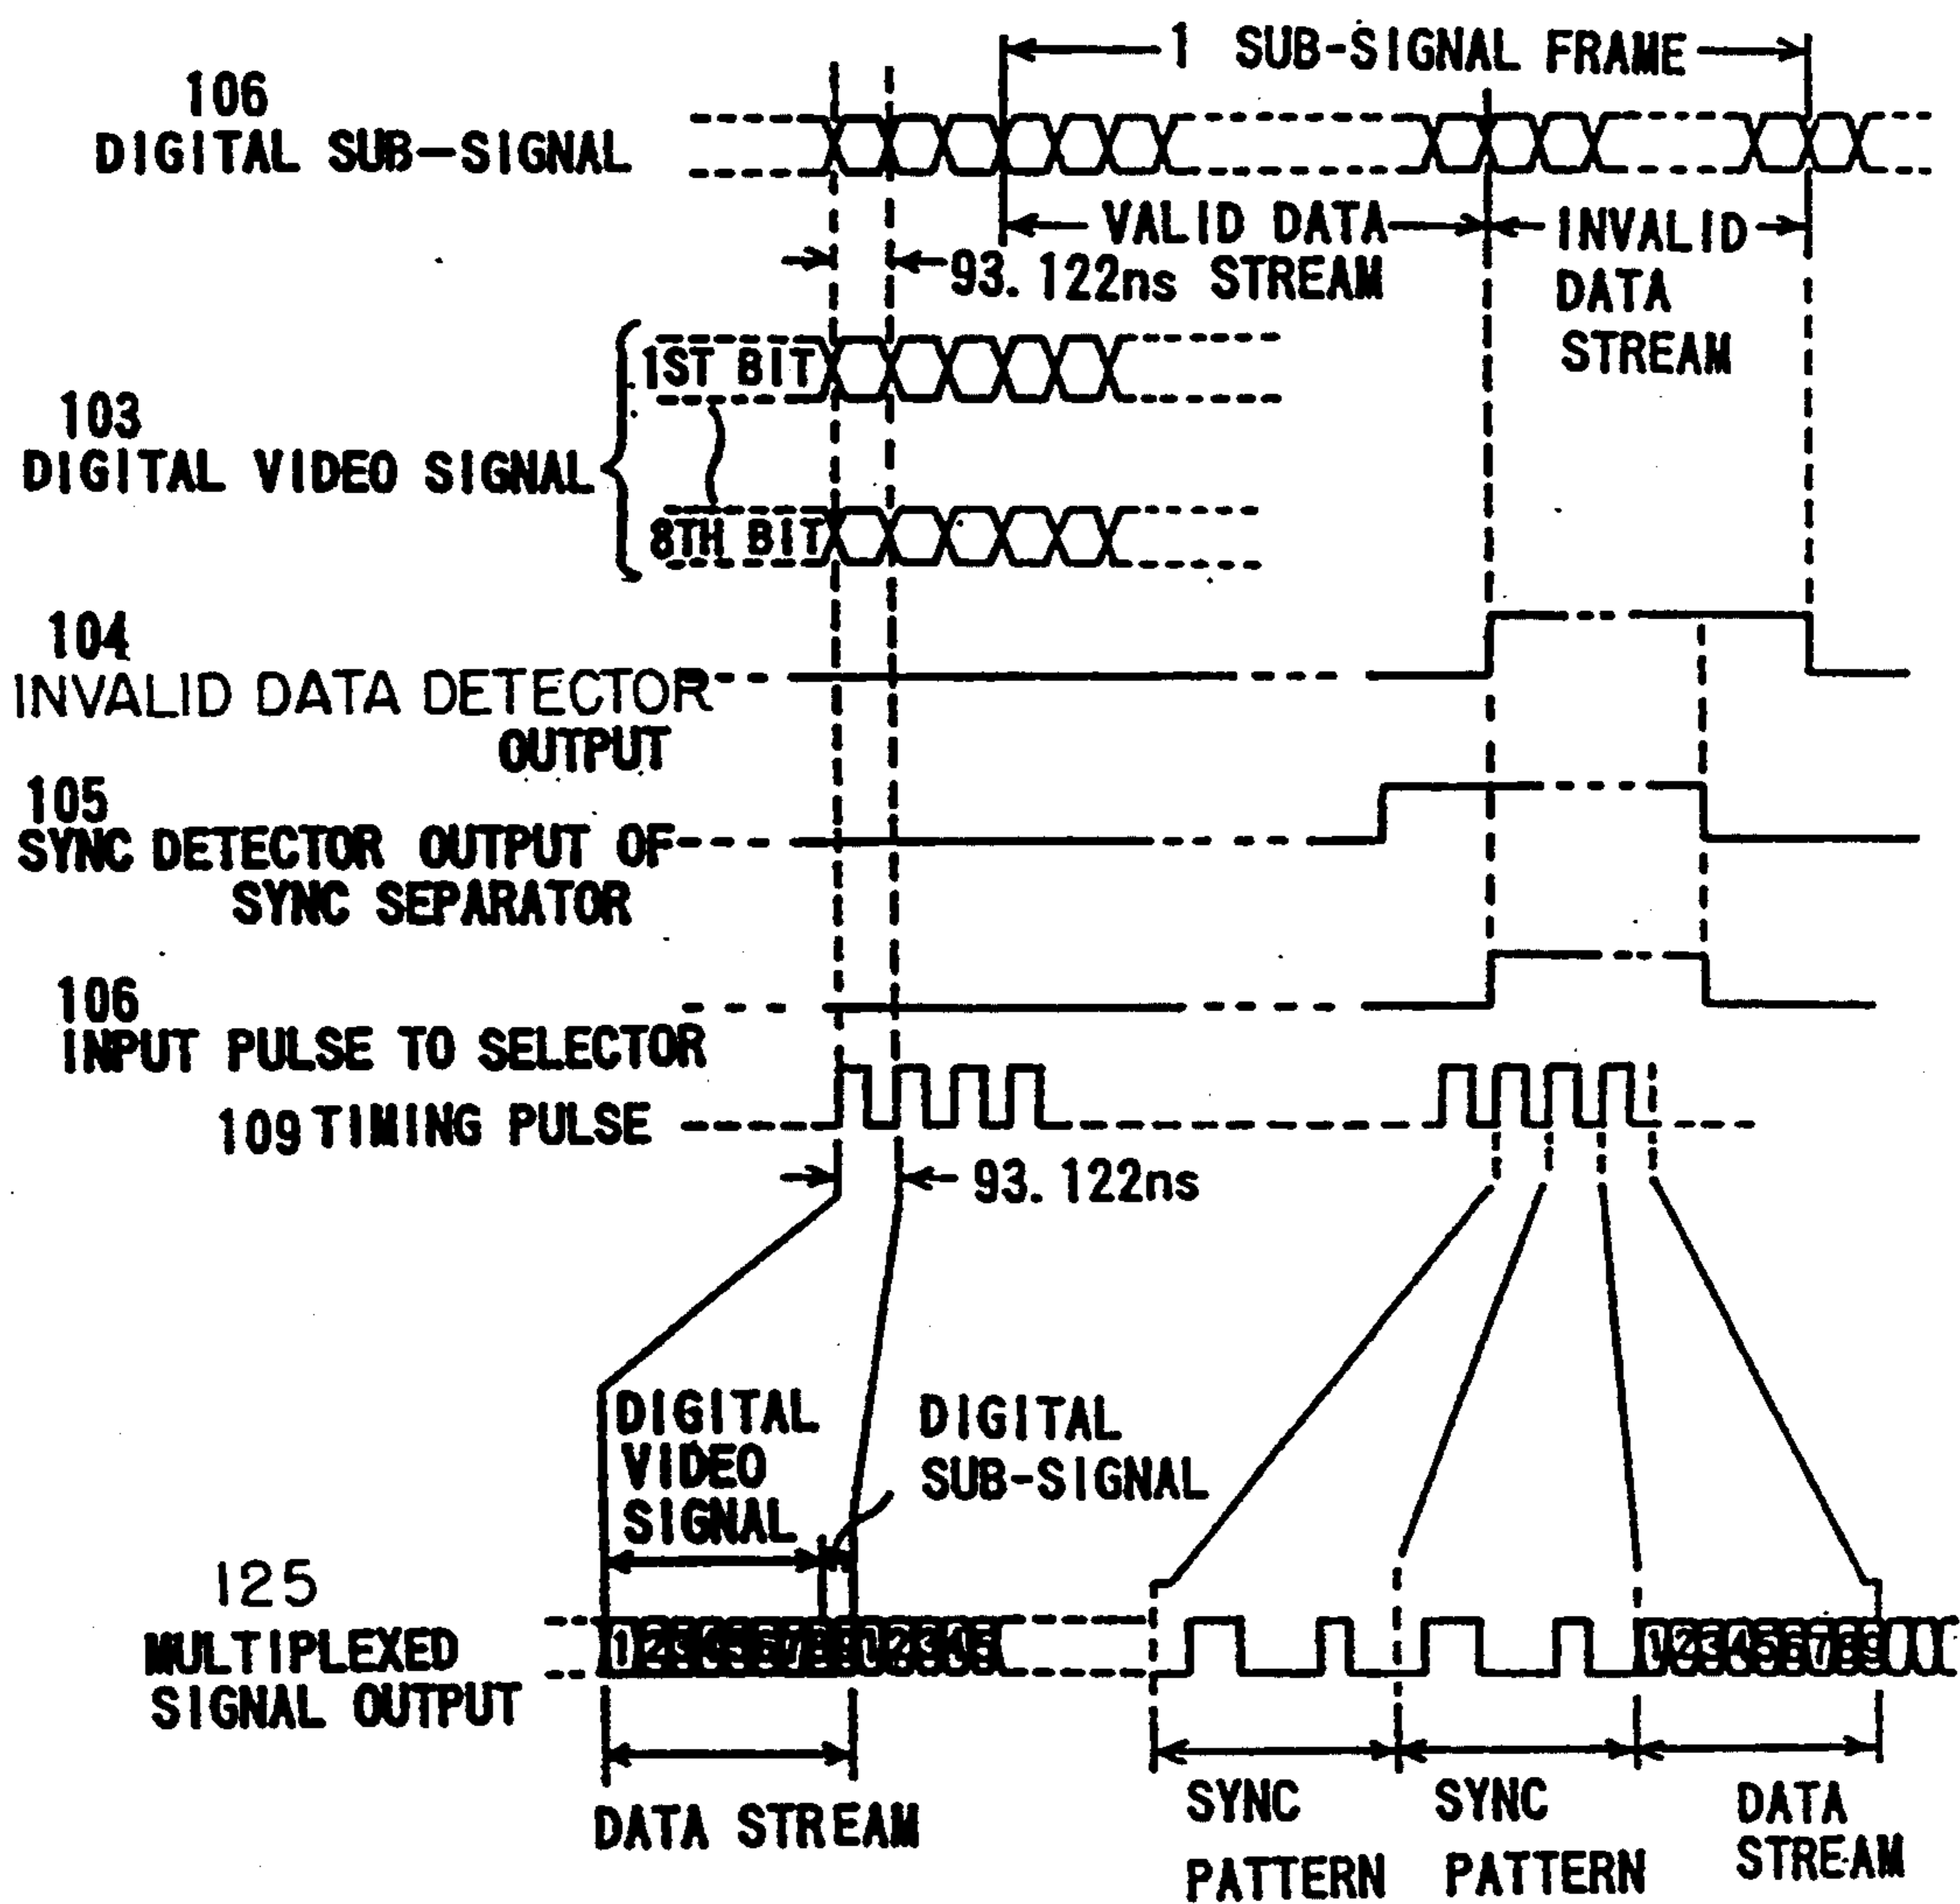 1 SUB-SIGNAL FRAME
106
DIGITAL SUB-SIGNAL
VALID DATA
STREAM
INVALID
DATA
STREAM
93.122ns
1ST BIT
103
DIGITAL VIDEO SIGNAL
8TH BIT
104
INVALID DATA DETECTOR
OUTPUT
105
SYNC DETECTOR OUTPUT OF
SYNC SEPARATOR
106
INPUT PULSE TO SELECTOR
109 TIMING PULSE
93.122ns
DIGITAL
VIDEO
SIGNAL
DIGITAL
SUB-SIGNAL
125
MULTIPLEXED
SIGNAL OUTPUT
12345678912345
123456789
DATA STREAM
SYNC
PATTERN
SYNC
PATTERN
DATA
STREAM